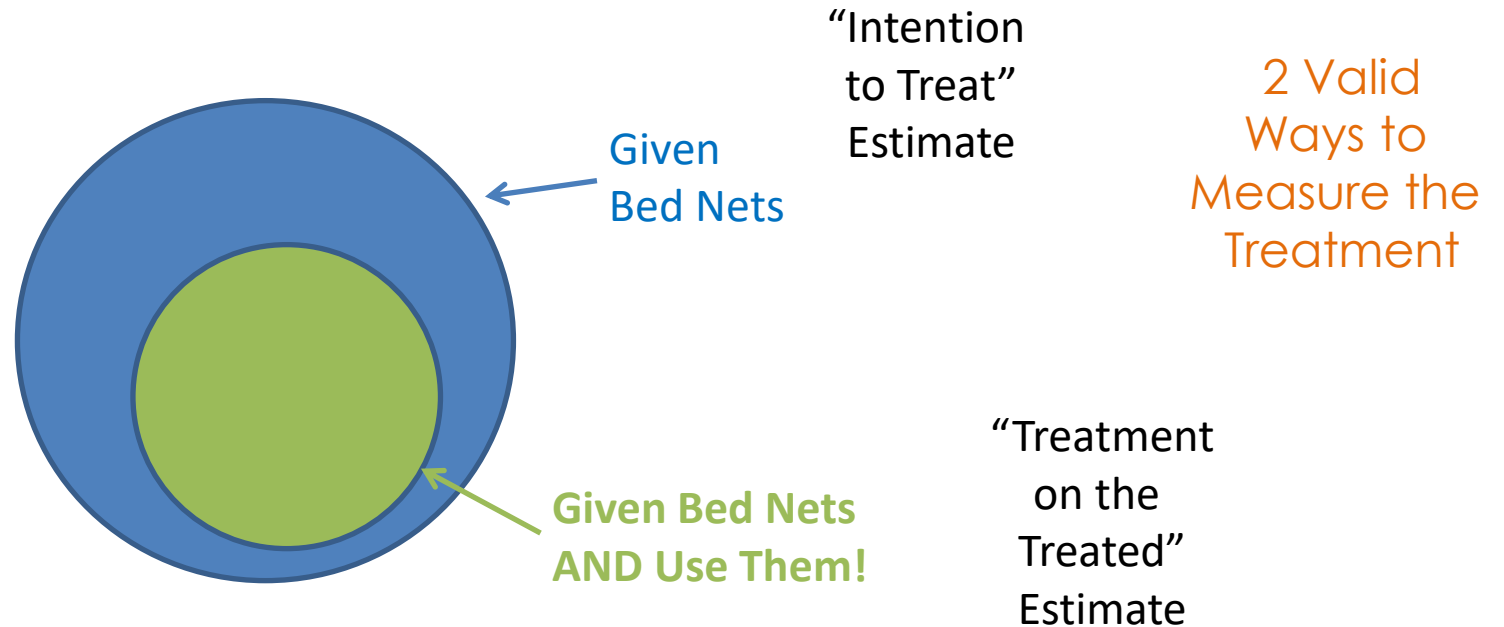 “Intention
to Treat”
Estimate
2 Valid
Ways to
Measure the
Treatment
Given
Bed Nets
“Treatment
on the
Treated”
Estimate
Given Bed Nets
AND Use Them!